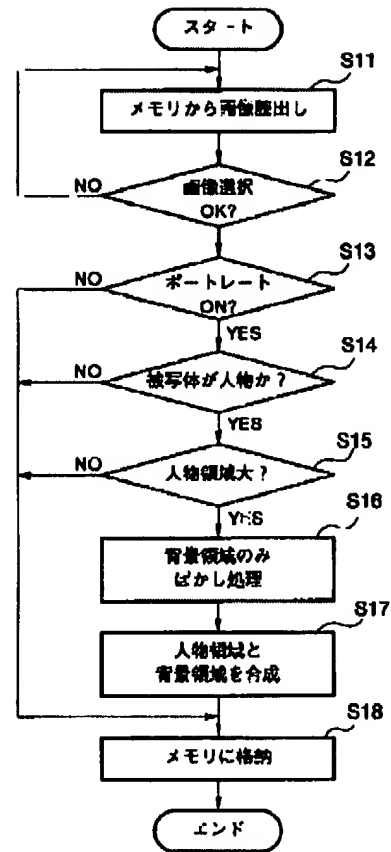 スタート
S11
メモリから画像読出し
S12
画像選択
OK?
NO
S13
ポートレート
ON?
NO
YES
S14
被写体が人物か?
NO
YES
S15
人物領域大?
NO
YES
S16
背景領域のみ
ぼかし処理
S17
人物領域と
背景領域を合成
S18
メモリに格納
エンド